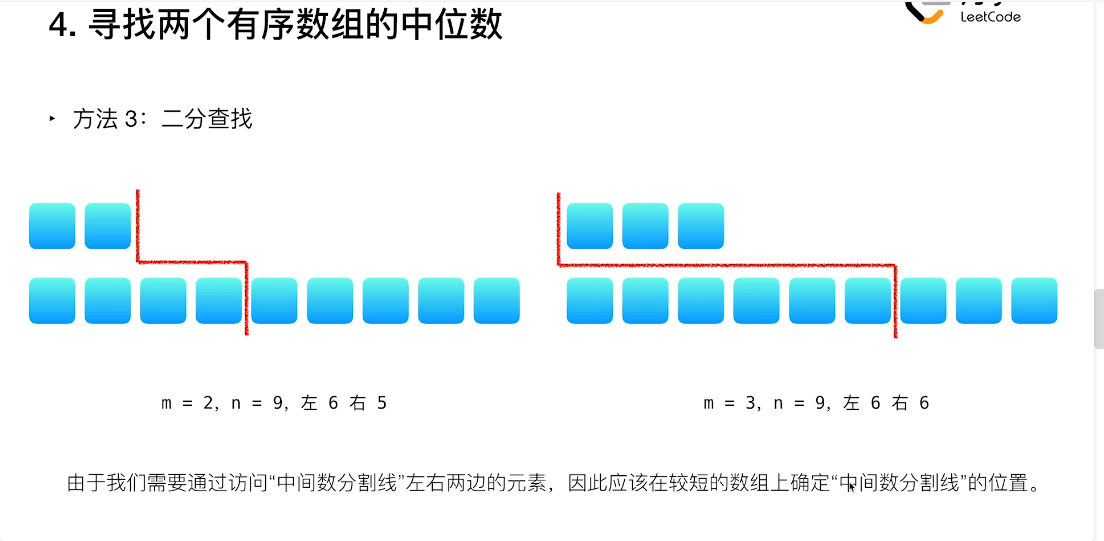 4. 寻找两个有序数组的中位数
LeetCode
‣ 方法 3：二分查找
m = 2, n = 9, 左 6 右 5
m = 3, n = 9, 左 6 右 6
由于我们需要通过访问“中间数分割线”左右两边的元素，因此应该在较短的数组上确定“中间数分割线”的位置。